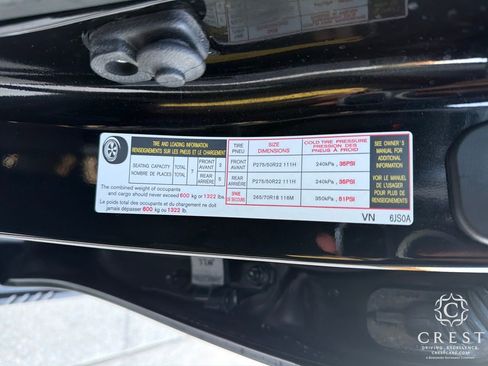 TIRE AND LOADING INFORMATION
RENSEIGNEMENTS SUR LES PNEUS ET LE CHARGEMENT
SEATING CAPACITY TOTAL 7 FRONT AVANT 2
NOMBRE DE PLACES TOTAL REAR ARRIÈRE 5
The combined weight of occupants
and cargo should never exceed 600 kg or 1322 lbs.
Le poids total des occupants et du chargement ne doit
jamais dépasser 600 kg ou 1322 lb.
TIRE PNEU
SIZE DIMENSIONS
COLD TIRE PRESSURE
PRESSION DES
PNEUS À FROID
FRONT AVANT P275/50R22 111H 240kPa, 35PSI
REAR ARRIÈRE P275/50R22 111H 240kPa, 35PSI
SPARE DE SECOURS 265/70R18 116M 350kPa, 51PSI
SEE OWNER'S
MANUAL FOR
ADDITIONAL
INFORMATION
VOIR LE MANUEL
DE L'USAGER
POUR PLUS DE
RENSEIGNEMENTS
VN 6JS0A
C
CREST
DRIVING. EXCELLENCE.
CRESTCARS.COM